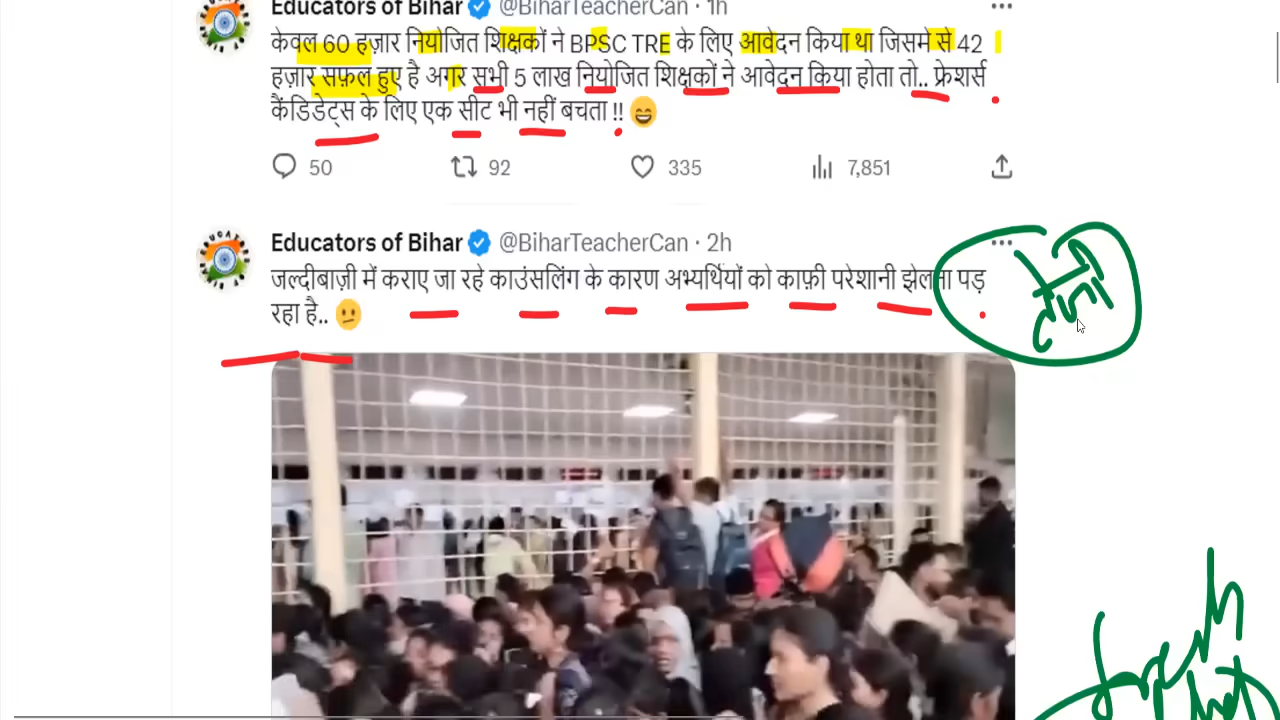 Educators of Bihar @BiharTeacherCan · 1h
केवल 60 हज़ार नियोजित शिक्षकों ने BPSC TRE के लिए आवेदन किया था जिसमे से 42
हज़ार सफ़ल हुए है अगर सभी 5 लाख नियोजित शिक्षकों ने आवेदन किया होता तो.. फ्रेशर्स
कैंडिडेट्स के लिए एक सीट भी नहीं बचता !! 😄
50 92 335 7,851
Educators of Bihar @BiharTeacherCan · 2h
जल्दीबाज़ी में कराए जा रहे काउंसलिंग के कारण अभ्यर्थियों को काफ़ी परेशानी झेलना पड़
रहा है.. 😐